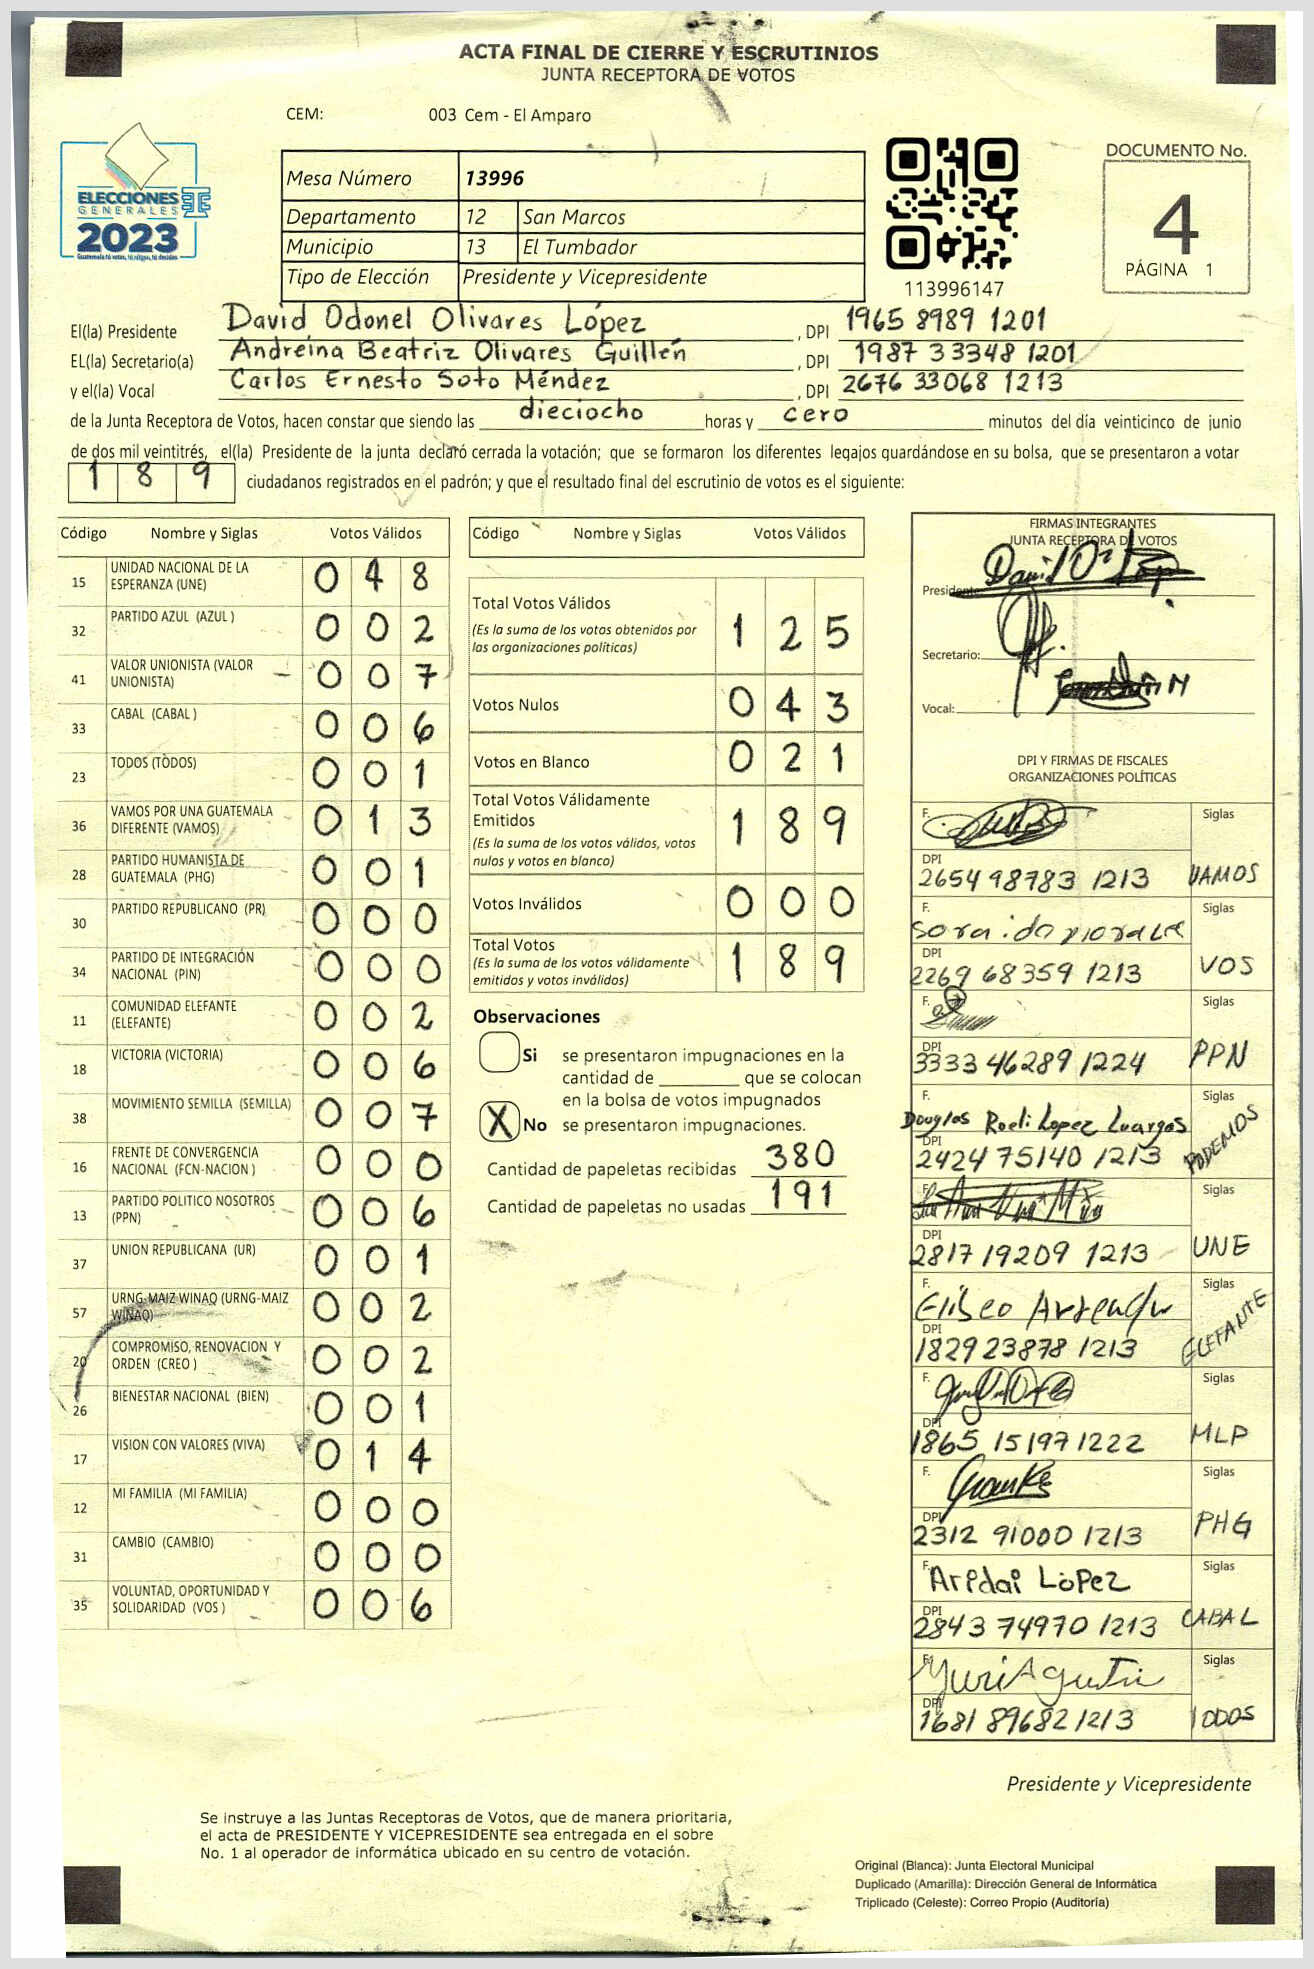 ACTA FINAL DE CIERRE Y ESCRUTINIOS
JUNTA RECEPTORA DE VOTOS
CEM: 003 Cem - El Amparo
ELECCIONES
GENERALES
2023
Guatemala tú votas, tú eliges, tú decides
Mesa Número 13996
Departamento 12 San Marcos
Municipio 13 El Tumbador
Tipo de Elección Presidente y Vicepresidente
113996147
DOCUMENTO No.
4
PÁGINA 1
El(la) Presidente David Odonel Olivares López , DPI 1965 8989 1201
EL(la) Secretario(a) Andreina Beatriz Olivares Guillén , DPI 1987 33348 1201
y el(la) Vocal Carlos Ernesto Soto Méndez , DPI 2676 33068 1213
de la Junta Receptora de Votos, hacen constar que siendo las dieciocho horas y cero minutos del día veinticinco de junio
de dos mil veintitrés, el(la) Presidente de la junta declaró cerrada la votación; que se formaron los diferentes legajos guardándose en su bolsa, que se presentaron a votar
1 8 9 ciudadanos registrados en el padrón; y que el resultado final del escrutinio de votos es el siguiente:
Código Nombre y Siglas Votos Válidos
15 UNIDAD NACIONAL DE LA
ESPERANZA (UNE) 0 4 8
32 PARTIDO AZUL (AZUL ) 0 0 2
41 VALOR UNIONISTA (VALOR
UNIONISTA) 0 0 7
33 CABAL (CABAL ) 0 0 6
23 TODOS (TODOS) 0 0 1
36 VAMOS POR UNA GUATEMALA
DIFERENTE (VAMOS) 0 1 3
28 PARTIDO HUMANISTA DE
GUATEMALA (PHG) 0 0 1
30 PARTIDO REPUBLICANO (PR) 0 0 0
34 PARTIDO DE INTEGRACIÓN
NACIONAL (PIN) 0 0 0
11 COMUNIDAD ELEFANTE
(ELEFANTE) 0 0 2
18 VICTORIA (VICTORIA) 0 0 6
38 MOVIMIENTO SEMILLA (SEMILLA) 0 0 7
16 FRENTE DE CONVERGENCIA
NACIONAL (FCN-NACION ) 0 0 0
13 PARTIDO POLITICO NOSOTROS
(PPN) 0 0 6
37 UNION REPUBLICANA (UR) 0 0 1
57 URNG-MAIZ WINAQ (URNG-MAIZ
WINAQ) 0 0 2
20 COMPROMISO, RENOVACION Y
ORDEN (CREO ) 0 0 2
26 BIENESTAR NACIONAL (BIEN) 0 0 1
17 VISION CON VALORES (VIVA) 0 1 4
12 MI FAMILIA (MI FAMILIA) 0 0 0
31 CAMBIO (CAMBIO) 0 0 0
35 VOLUNTAD, OPORTUNIDAD Y
SOLIDARIDAD (VOS ) 0 0 6
Código Nombre y Siglas Votos Válidos
Total Votos Válidos
(Es la suma de los votos obtenidos por
las organizaciones políticas) 1 2 5
Votos Nulos 0 4 3
Votos en Blanco 0 2 1
Total Votos Válidamente
Emitidos
(Es la suma de los votos válidos, votos
nulos y votos en blanco) 1 8 9
Votos Inválidos 0 0 0
Total Votos
(Es la suma de los votos válidamente
emitidos y votos inválidos) 1 8 9
Observaciones
Si se presentaron impugnaciones en la
cantidad de ________ que se colocan
en la bolsa de votos impugnados
X No se presentaron impugnaciones.
Cantidad de papeletas recibidas 380
Cantidad de papeletas no usadas 191
FIRMAS INTEGRANTES
JUNTA RECEPTORA DE VOTOS
Presidente:
Secretario:
Vocal:
DPI Y FIRMAS DE FISCALES
ORGANIZACIONES POLÍTICAS
F. Siglas
DPI
2654 98783 1213 VAMOS
F. Siglas
DPI
2269 68359 1213 VOS
F. Siglas
DPI
3333 46289 1224 PPN
F. Siglas
Douglas Roeli Lopez
DPI
2424 75140 1213 PODEMOS
F. Siglas
DPI
2817 19209 1213 UNE
F. Siglas
Eliseo
DPI
1829 23878 1213 ELEFANTE
F. Siglas
DPI
1865 15197 1222 MLP
F. Siglas
DPI
2312 91000 1213 PHG
F. Siglas
Aridai López
DPI
2843 74970 1213 CABAL
F. Siglas
Yuri Agustin
DPI
1681 89682 1213 TODOS
Presidente y Vicepresidente
Se instruye a las Juntas Receptoras de Votos, que de manera prioritaria,
el acta de PRESIDENTE Y VICEPRESIDENTE sea entregada en el sobre
No. 1 al operador de informática ubicado en su centro de votación.
Original (Blanca): Junta Electoral Municipal
Duplicado (Amarilla): Dirección General de Informática
Triplicado (Celeste): Correo Propio (Auditoría)